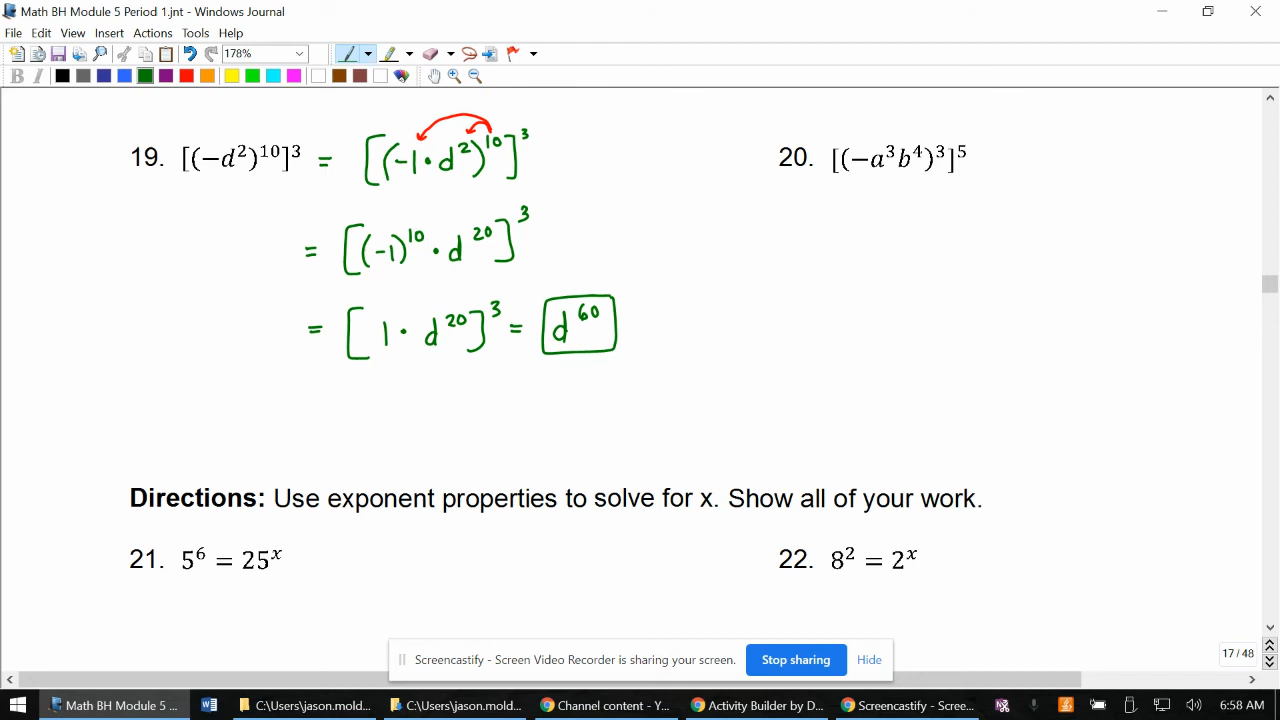 Math BH Module 5 Period 1.jnt - Windows Journal
File Edit View Insert Actions Tools Help
178%
B I
19. [(−d²)¹⁰]³ = [(-1·d²)¹⁰]³
20. [(−a³b⁴)³]⁵
= [(-1)¹⁰ · d²⁰]³
= [1 · d²⁰]³ = d⁶⁰
Directions: Use exponent properties to solve for x. Show all of your work.
21. 5⁶ = 25ˣ
22. 8² = 2ˣ
Screencastify - Screen Video Recorder is sharing your screen. Stop sharing Hide
17 / 48
Math BH Module 5 ... C:\Users\jason.mold... C:\Users\jason.mold... Channel content - Y... Activity Builder by D... Screencastify - Scree... 6:58 AM